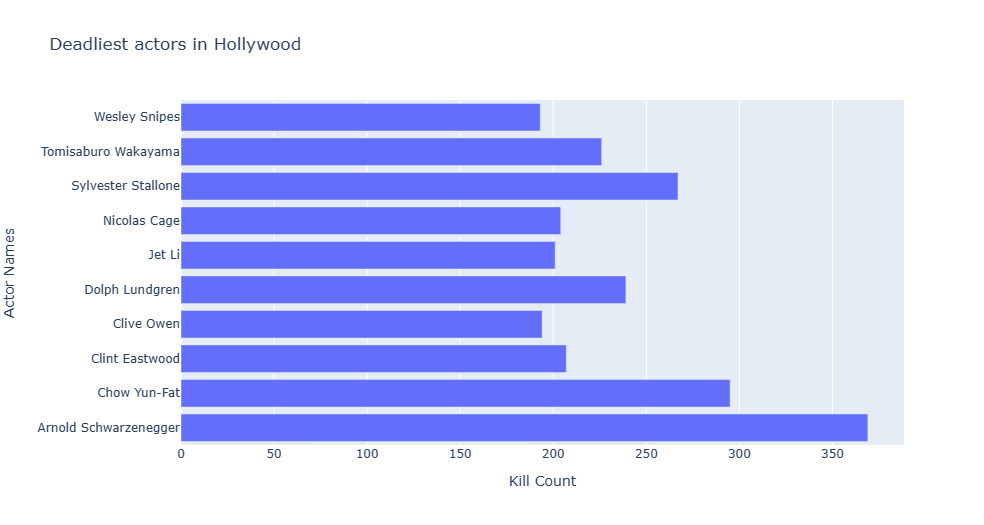 Deadliest actors in Hollywood
Actor Names
Wesley Snipes
Tomisaburo Wakayama
Sylvester Stallone
Nicolas Cage
Jet Li
Dolph Lundgren
Clive Owen
Clint Eastwood
Chow Yun-Fat
Arnold Schwarzenegger
0 50 100 150 200 250 300 350
Kill Count